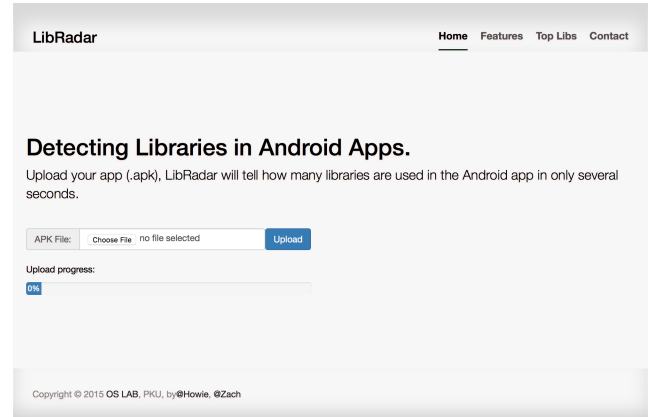 LibRadar
Home Features Top Libs Contact
Detecting Libraries in Android Apps.
Upload your app (.apk), LibRadar will tell how many libraries are used in the Android app in only several
seconds.
APK File: Choose File no file selected Upload
Upload progress:
0%
Copyright © 2015 OS LAB, PKU, by@Howie, @Zach